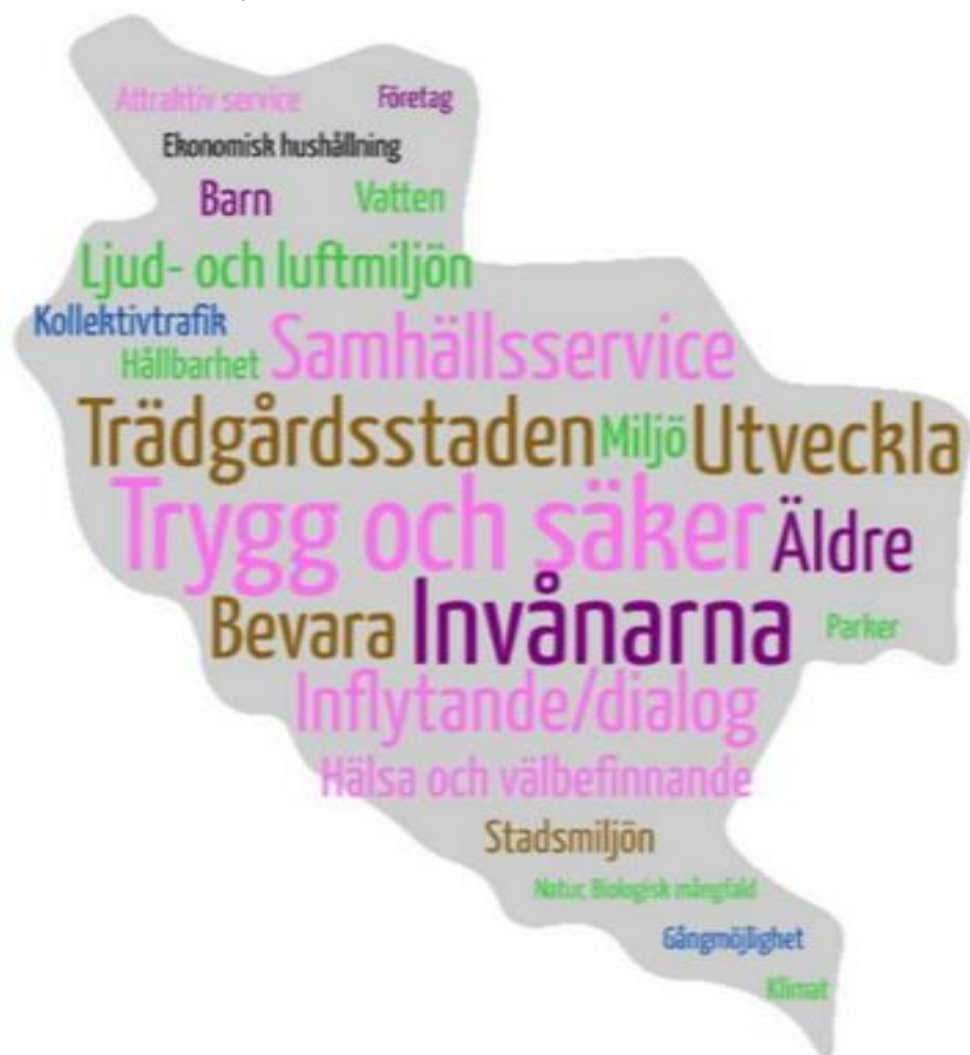 Attraktiv service Företag
Ekonomisk hushållning
Barn Vatten
Ljud- och luftmiljön
Kollektivtrafik
Samhällsservice
Hållbarhet
Trädgårdsstaden Miljö Utveckla
Trygg och säker Äldre
Bevara Invånarna Parker
Inflytande/dialog
Hälsa och välbefinnande
Stadsmiljön
Natur, Biologisk mångfald
Gångmöjlighet
Klimat